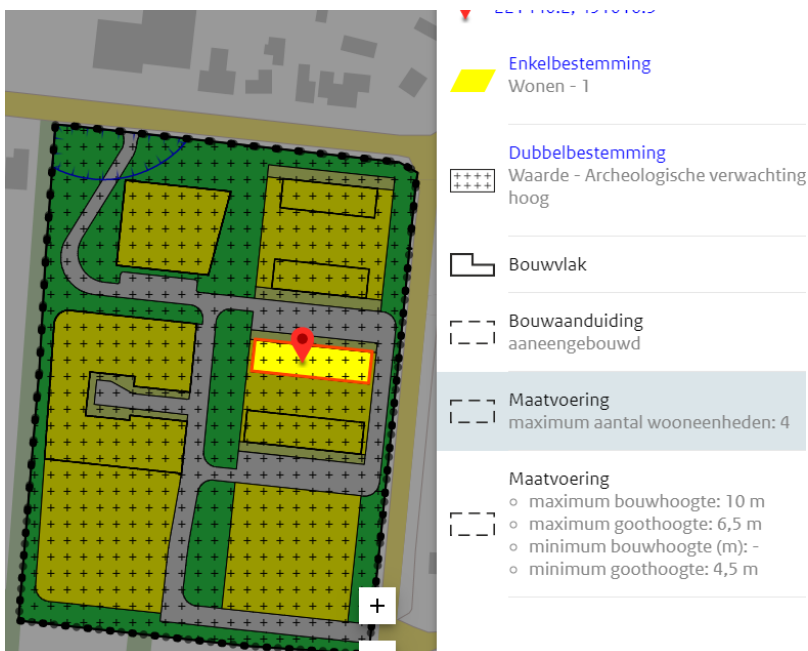 Enkelbestemming
Wonen - 1
Dubbelbestemming
Waarde - Archeologische verwachting
hoog
Bouwvlak
Bouwaanduiding
aaneengebouwd
Maatvoering
maximum aantal wooneenheden: 4
Maatvoering
maximum bouwhoogte: 10 m
maximum goothoogte: 6,5 m
minimum bouwhoogte (m): -
minimum goothoogte: 4,5 m
+